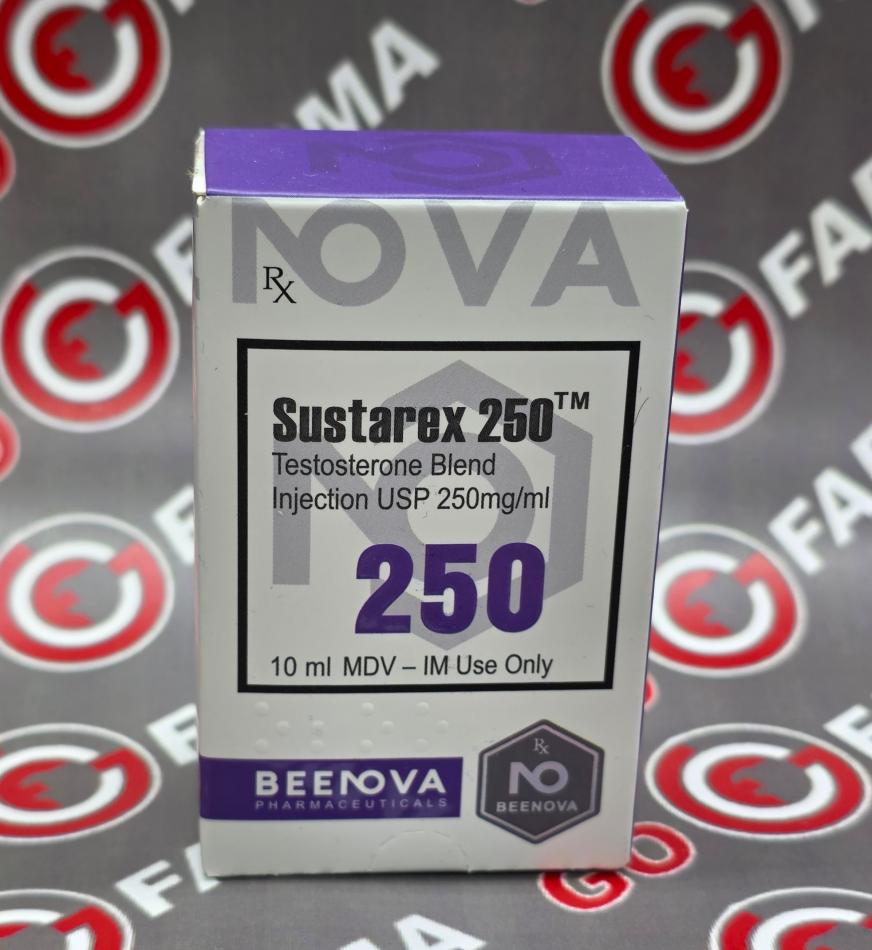 NOVA
Rx
Sustarex 250™
Testosterone Blend
Injection USP 250mg/ml
250
10 ml MDV – IM Use Only
BEENOVA
PHARMACEUTICALS
Rx
NO
BEENOVA
GO